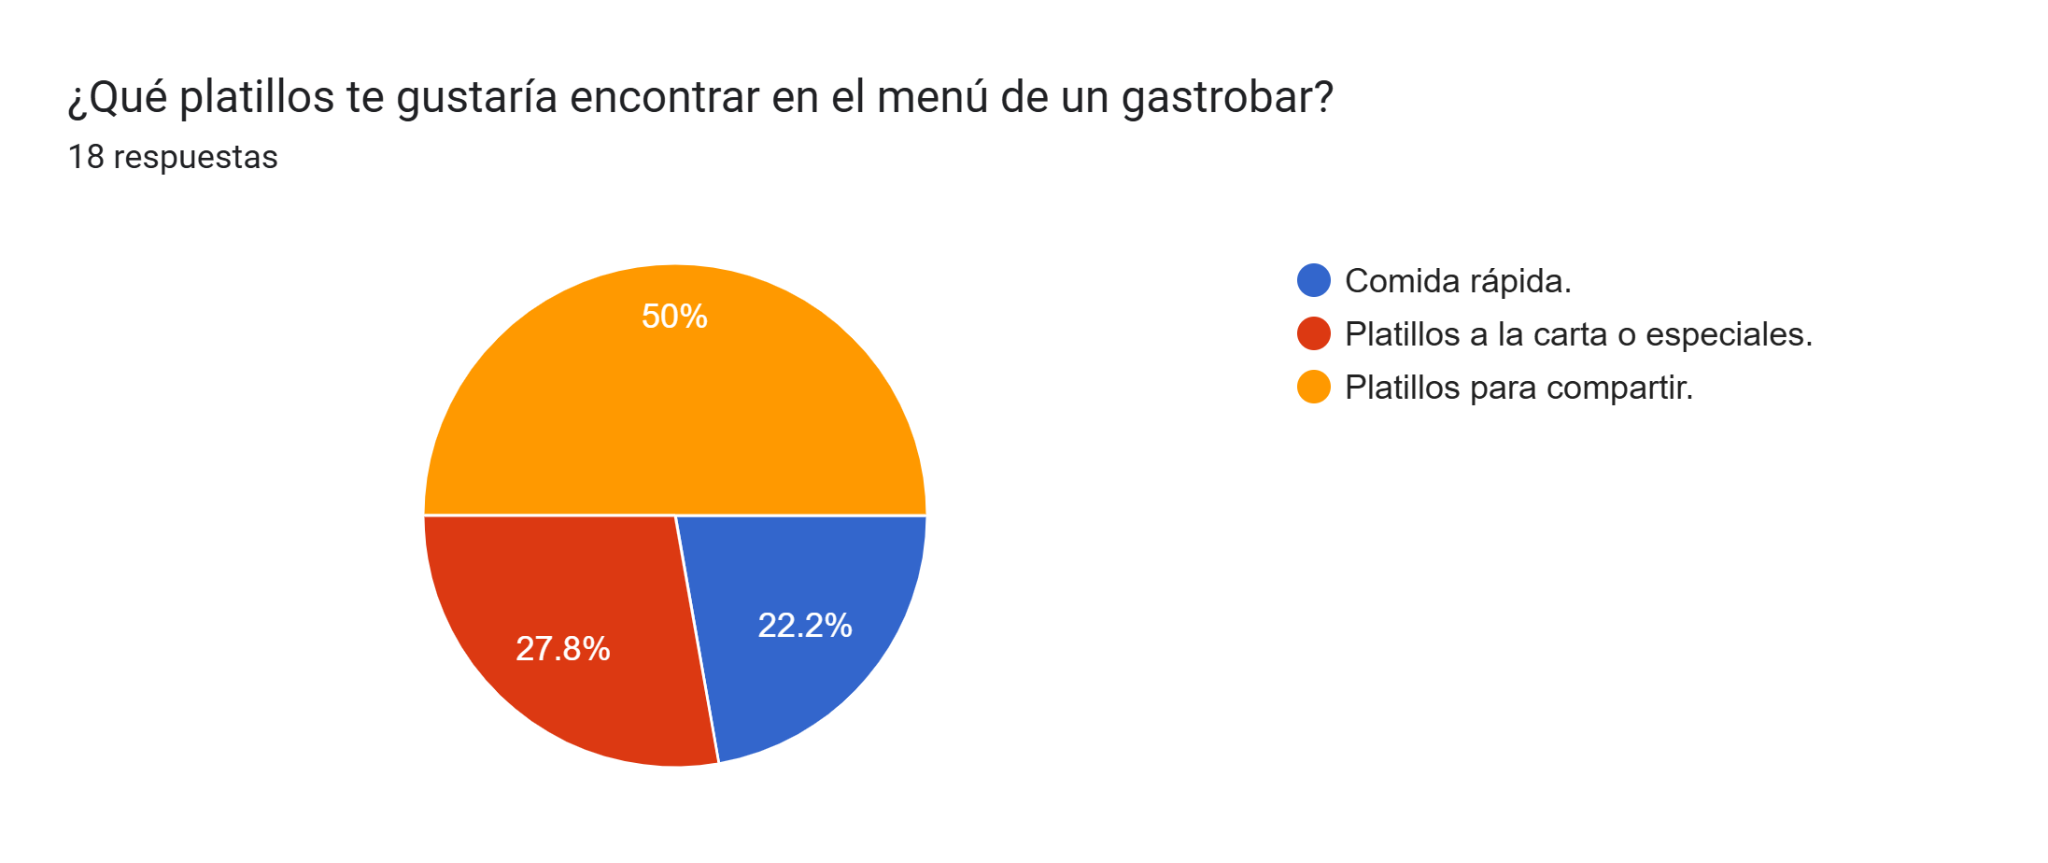 ¿Qué platillos te gustaría encontrar en el menú de un gastrobar?
18 respuestas
50%
27.8%
22.2%
Comida rápida.
Platillos a la carta o especiales.
Platillos para compartir.